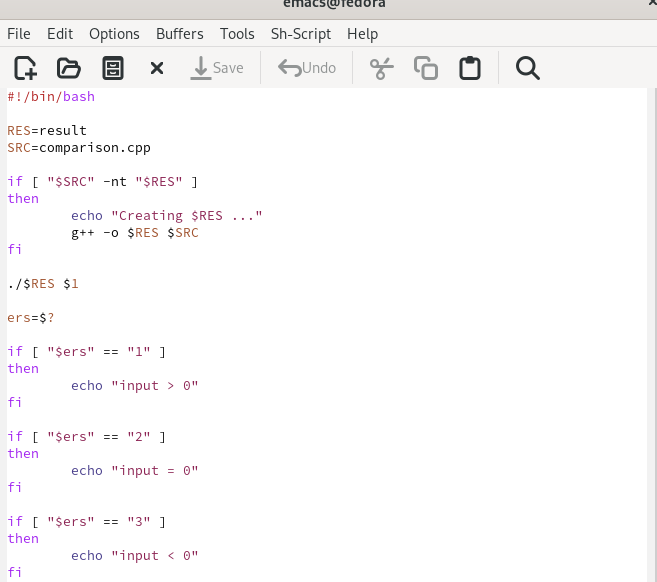 emacs@fedora
File Edit Options Buffers Tools Sh-Script Help
Save Undo
#!/bin/bash
RES=result
SRC=comparison.cpp
if [ "$SRC" -nt "$RES" ]
then
echo "Creating $RES ..."
g++ -o $RES $SRC
fi
./$RES $1
ers=$?
if [ "$ers" == "1" ]
then
echo "input > 0"
fi
if [ "$ers" == "2" ]
then
echo "input = 0"
fi
if [ "$ers" == "3" ]
then
echo "input < 0"
fi